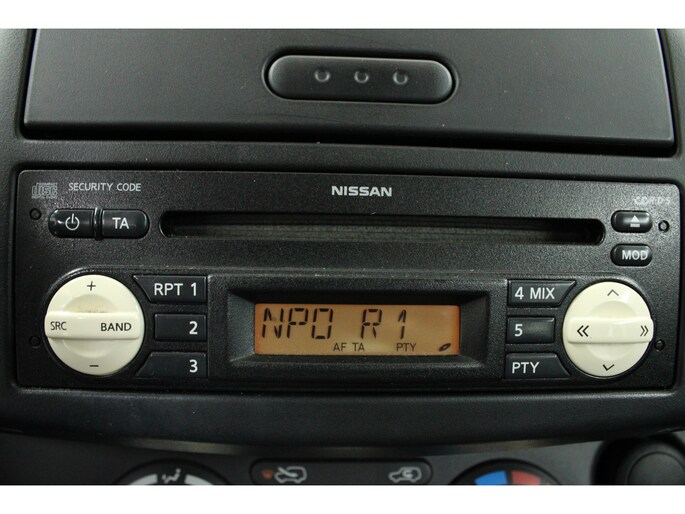 SECURITY CODE
NISSAN
TA
MOD
RPT 1
4 MIX
+
SRC BAND
−
2
3
NPO R1
AF TA PTY
5
PTY